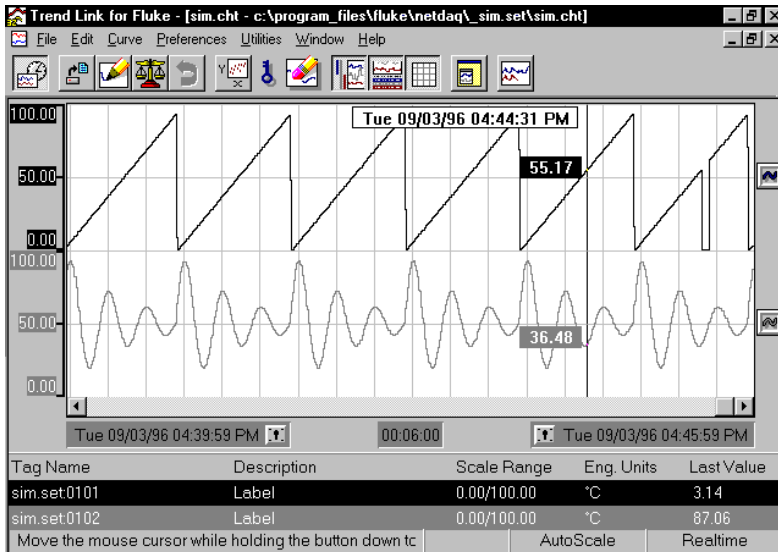 Trend Link for Fluke - [sim.cht - c:\program_files\fluke\netdaq\_sim.set\sim.cht]
File Edit Curve Preferences Utilities Window Help
Y
X
100.00
Tue 09/03/96 04:44:31 PM
55.17
50.00
0.00
100.00
50.00
36.48
0.00
Tue 09/03/96 04:39:59 PM 00:06:00 Tue 09/03/96 04:45:59 PM
Tag Name Description Scale Range Eng. Units Last Value
sim.set:0101 Label 0.00/100.00 °C 3.14
sim.set:0102 Label 0.00/100.00 °C 87.06
Move the mouse cursor while holding the button down to AutoScale Realtime